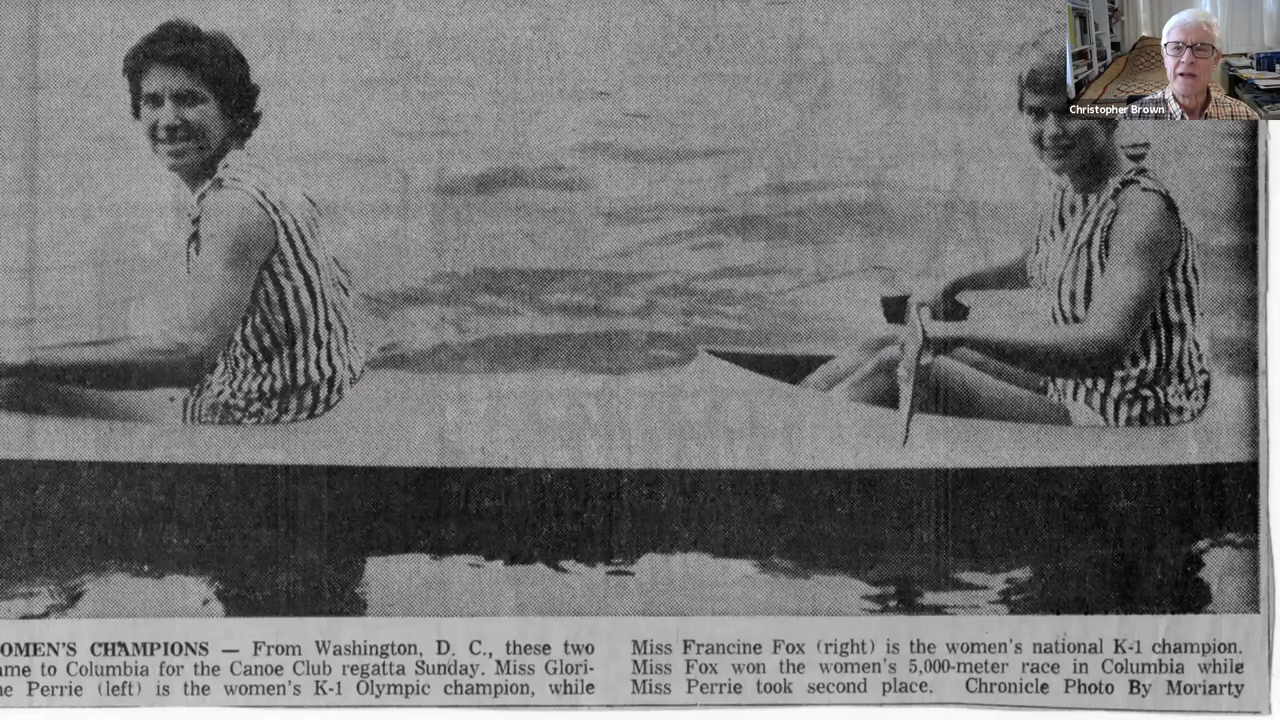 Christopher Brown
OMEN'S CHAMPIONS — From Washington, D. C., these two
ame to Columbia for the Canoe Club regatta Sunday. Miss Glori-
ne Perrie (left) is the women's K-1 Olympic champion, while
Miss Francine Fox (right) is the women's national K-1 champion.
Miss Fox won the women's 5,000-meter race in Columbia while
Miss Perrie took second place. Chronicle Photo By Moriarty